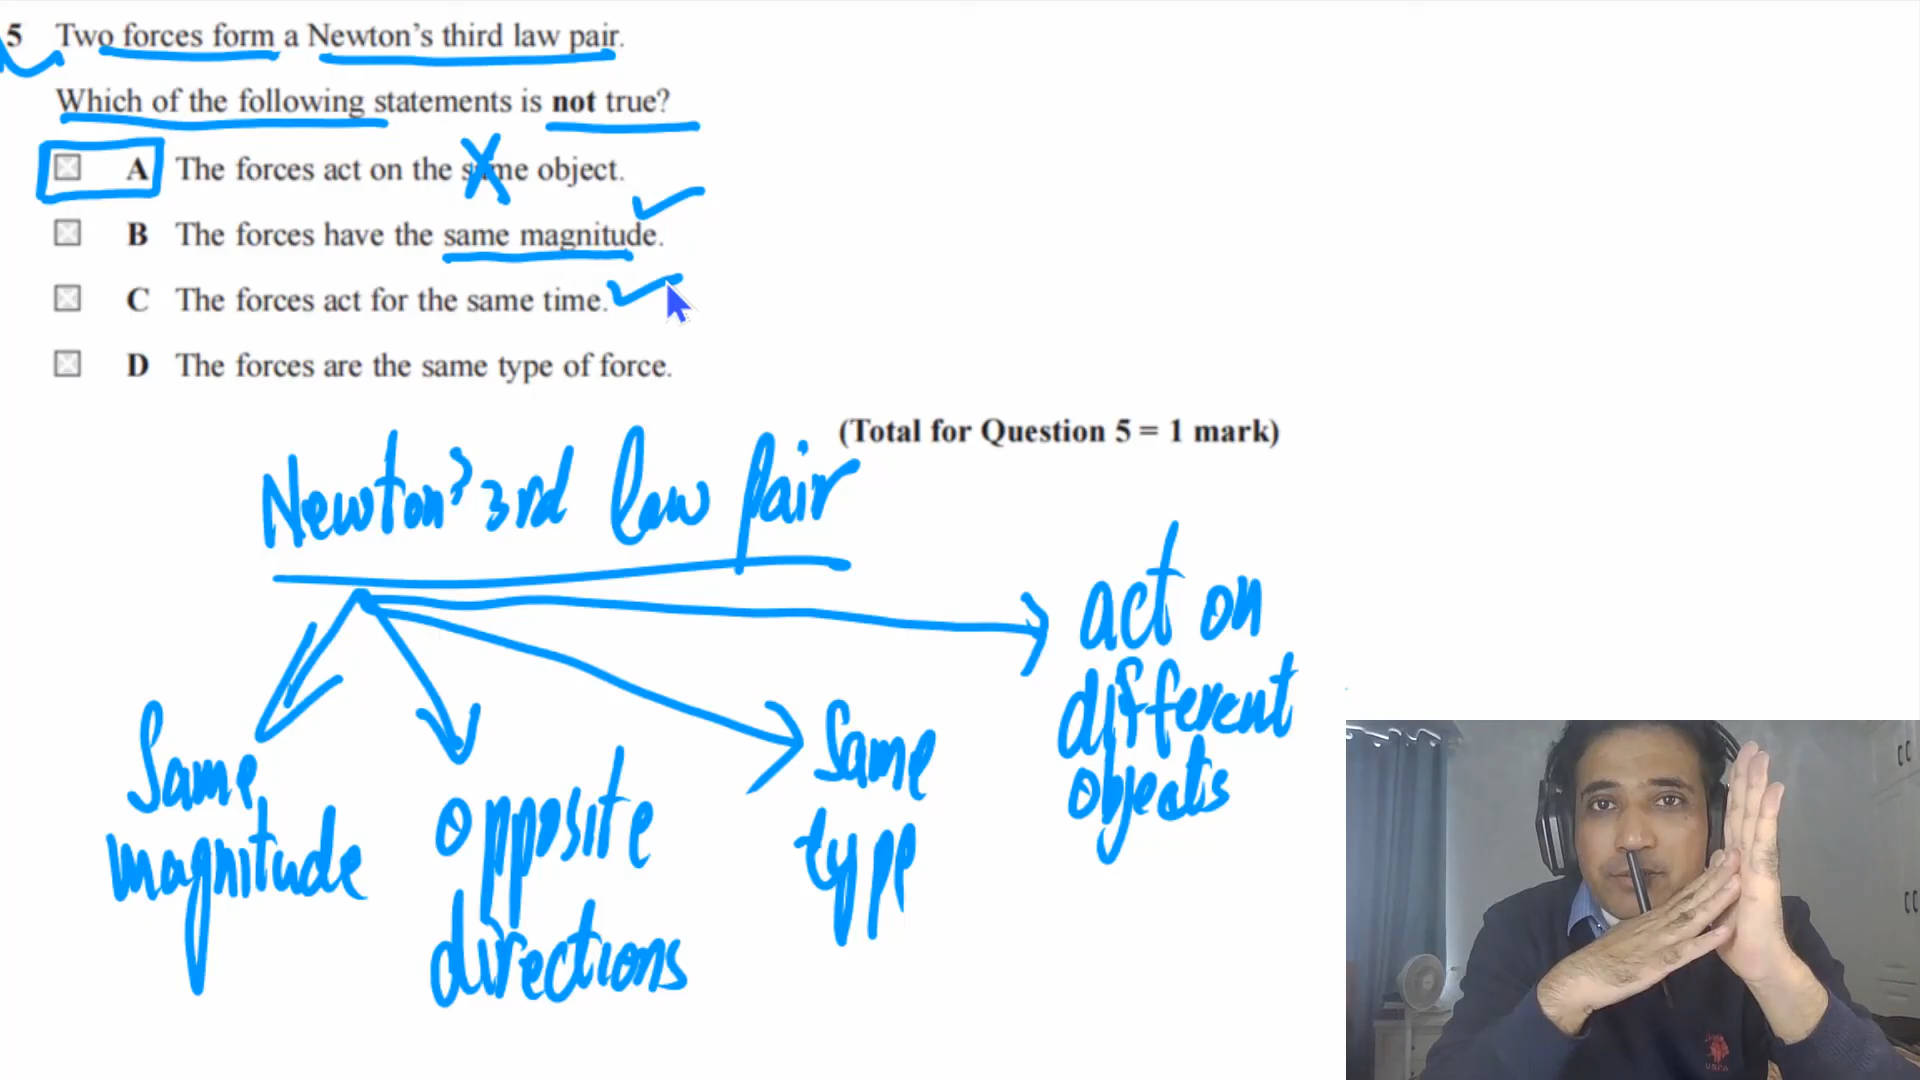 5 Two forces form a Newton's third law pair.
Which of the following statements is not true?
A The forces act on the same object.
B The forces have the same magnitude.
C The forces act for the same time.
D The forces are the same type of force.
(Total for Question 5 = 1 mark)
Newton's 3rd law pair
same
magnitude
opposite
directions
same
type
act on
different
objects